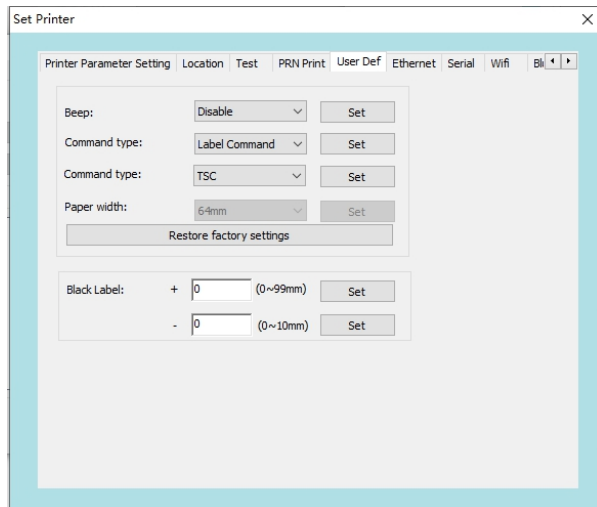 Set Printer
Printer Parameter Setting Location Test PRN Print User Def Ethernet Serial Wifi
Beep: Disable Set
Command type: Label Command Set
Command type: TSC Set
Paper width: 64mm Set
Restore factory settings
Black Label: + 0 (0~99mm) Set
- 0 (0~10mm) Set